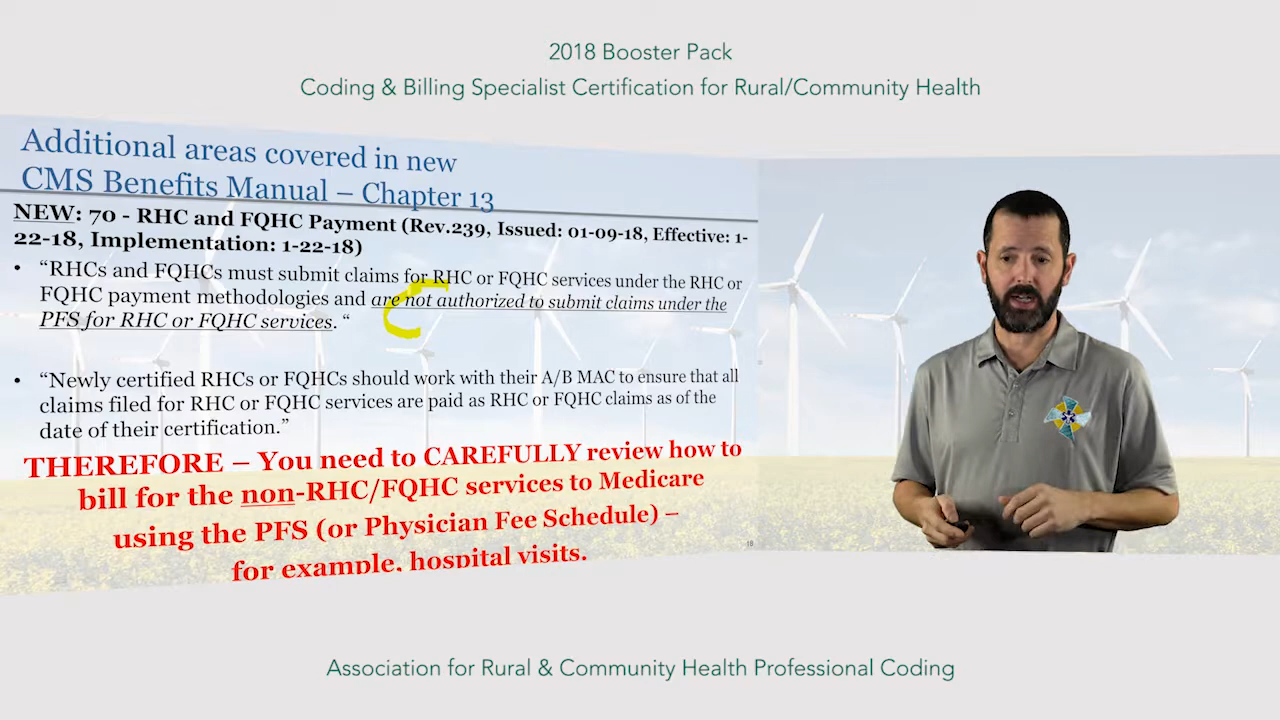 2018 Booster Pack
Coding & Billing Specialist Certification for Rural/Community Health
Additional areas covered in new
CMS Benefits Manual – Chapter 13
NEW: 70 - RHC and FQHC Payment (Rev.239, Issued: 01-09-18, Effective: 1-
22-18, Implementation: 1-22-18)
• “RHCs and FQHCs must submit claims for RHC or FQHC services under the RHC or
FQHC payment methodologies and are not authorized to submit claims under the
PFS for RHC or FQHC services. “
• “Newly certified RHCs or FQHCs should work with their A/B MAC to ensure that all
claims filed for RHC or FQHC services are paid as RHC or FQHC claims as of the
date of their certification.”
THEREFORE – You need to CAREFULLY review how to
bill for the non-RHC/FQHC services to Medicare
using the PFS (or Physician Fee Schedule) –
for example, hospital visits.
18
Association for Rural & Community Health Professional Coding